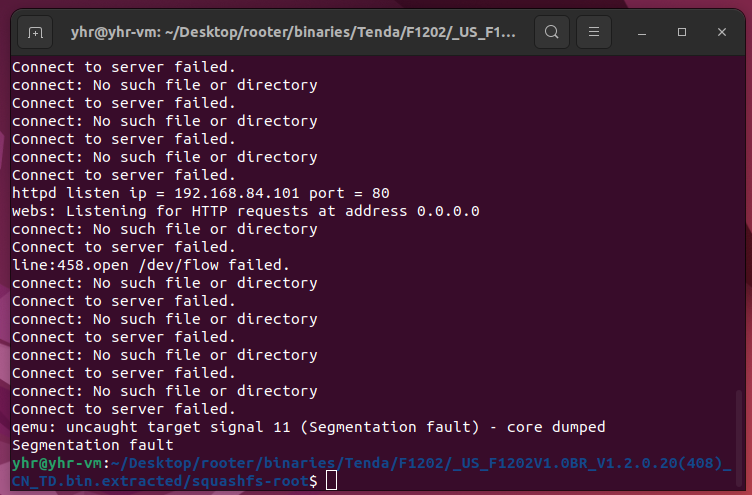 yhr@yhr-vm: ~/Desktop/rooter/binaries/Tenda/F1202/_US_F1...
Connect to server failed.
connect: No such file or directory
Connect to server failed.
connect: No such file or directory
Connect to server failed.
connect: No such file or directory
Connect to server failed.
httpd listen ip = 192.168.84.101 port = 80
webs: Listening for HTTP requests at address 0.0.0.0
connect: No such file or directory
Connect to server failed.
line:458.open /dev/flow failed.
connect: No such file or directory
Connect to server failed.
connect: No such file or directory
Connect to server failed.
connect: No such file or directory
Connect to server failed.
connect: No such file or directory
Connect to server failed.
qemu: uncaught target signal 11 (Segmentation fault) - core dumped
Segmentation fault
yhr@yhr-vm:~/Desktop/rooter/binaries/Tenda/F1202/_US_F1202V1.0BR_V1.2.0.20(408)_
CN_TD.bin.extracted/squashfs-root$